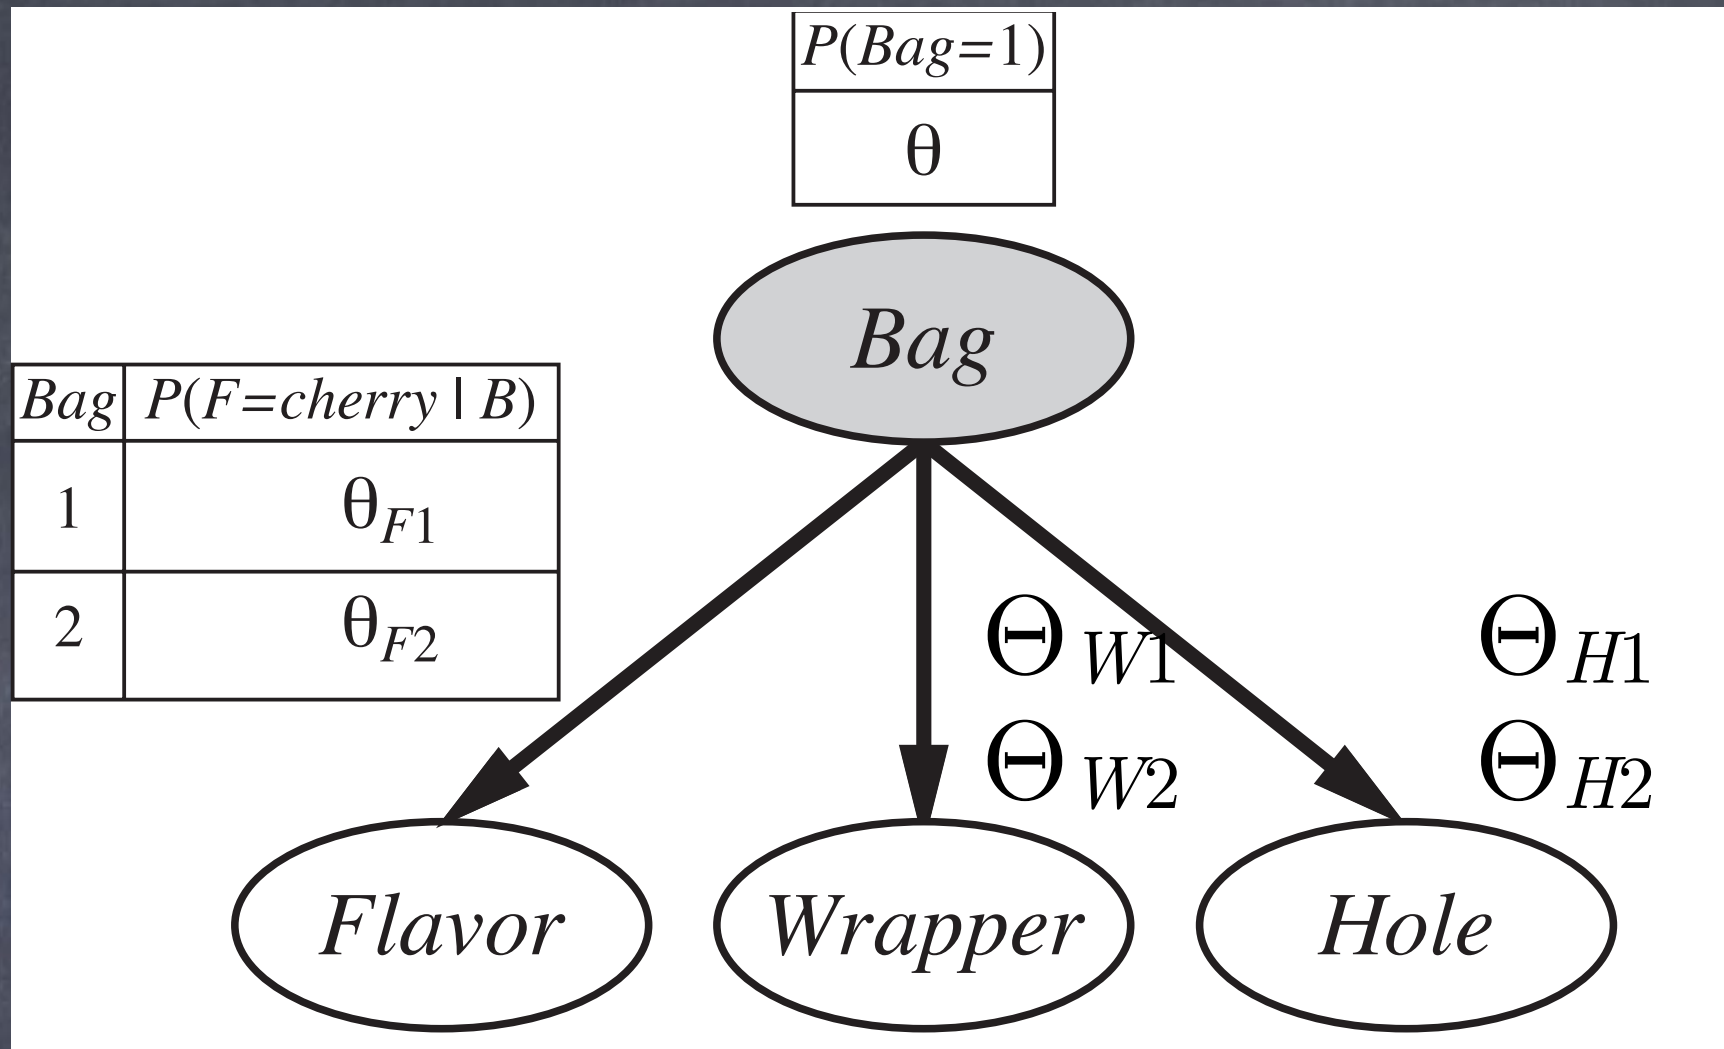 P(Bag=1)
θ
Bag
Bag P(F=cherry | B)
1 θF1
2 θF2
ΘW1 ΘH1
ΘW2 ΘH2
Flavor Wrapper Hole